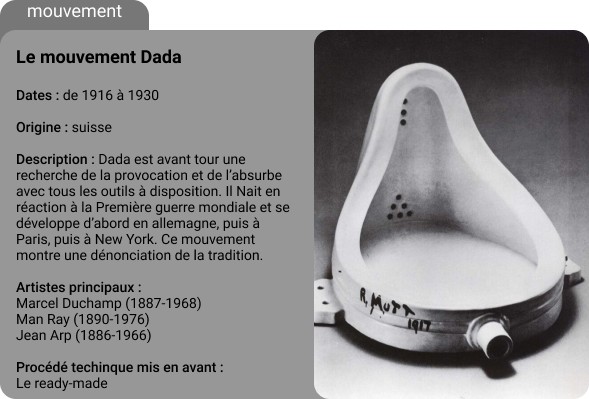 mouvement
Le mouvement Dada
Dates : de 1916 à 1930
Origine : suisse
Description : Dada est avant tour une
recherche de la provocation et de l'absurbe
avec tous les outils à disposition. Il Nait en
réaction à la Première guerre mondiale et se
développe d'abord en allemagne, puis à
Paris, puis à New York. Ce mouvement
montre une dénonciation de la tradition.
Artistes principaux :
Marcel Duchamp (1887-1968)
Man Ray (1890-1976)
Jean Arp (1886-1966)
Procédé techinque mis en avant :
Le ready-made
R. MUTT
1917